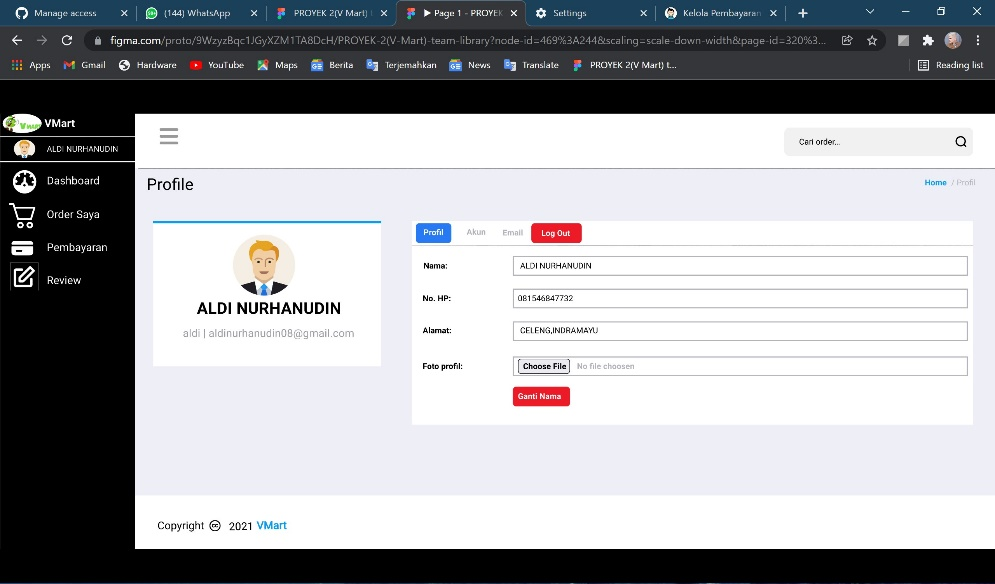 Manage access
(144) WhatsApp
PROYEK 2(V Mart)
Page 1 - PROYEK
Settings
Kelola Pembayaran
figma.com/proto/9WzyzBqc1JGyXZM1TA8DcH/PROYEK-2(V-Mart)-team-library?node-id=469%3A244&scaling=scale-down-width&page-id=320%3...
Apps
Gmail
Hardware
YouTube
Maps
Berita
Terjemahkan
News
Translate
PROYEK 2(V Mart) t...
Reading list
VMart
ALDI NURHANUDIN
Cari order...
Dashboard
Order Saya
Pembayaran
Review
Profile
Home / Profil
ALDI NURHANUDIN
aldi | aldinurhanudin08@gmail.com
Profil
Akun
Email
Log Out
Nama:
ALDI NURHANUDIN
No. HP:
081546847732
Alamat:
CELENG,INDRAMAYU
Foto profil:
Choose File
No file choosen
Ganti Nama
Copyright 2021 VMart